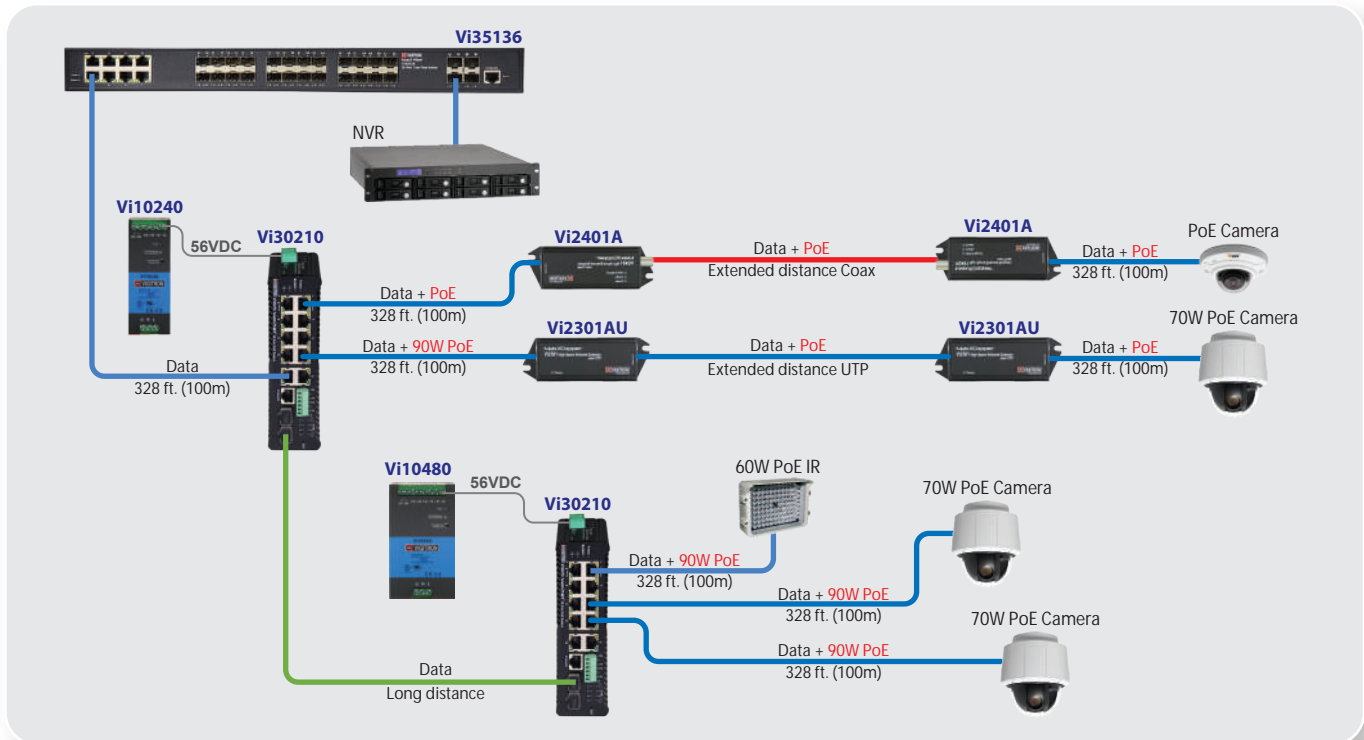 Vi35136
NVR
Vi10240
56VDC
Vi30210
Vi2401A
Data + PoE
Extended distance Coax
Vi2401A
Data + PoE
328 ft. (100m)
PoE Camera
Data + PoE
328 ft. (100m)
Vi2301AU
Data + PoE
Extended distance UTP
Vi2301AU
Data + PoE
328 ft. (100m)
70W PoE Camera
Data + 90W PoE
328 ft. (100m)
Data
328 ft. (100m)
Vi10480
56VDC
Vi30210
60W PoE IR
Data + 90W PoE
328 ft. (100m)
70W PoE Camera
Data + 90W PoE
328 ft. (100m)
70W PoE Camera
Data + 90W PoE
328 ft. (100m)
Data
Long distance